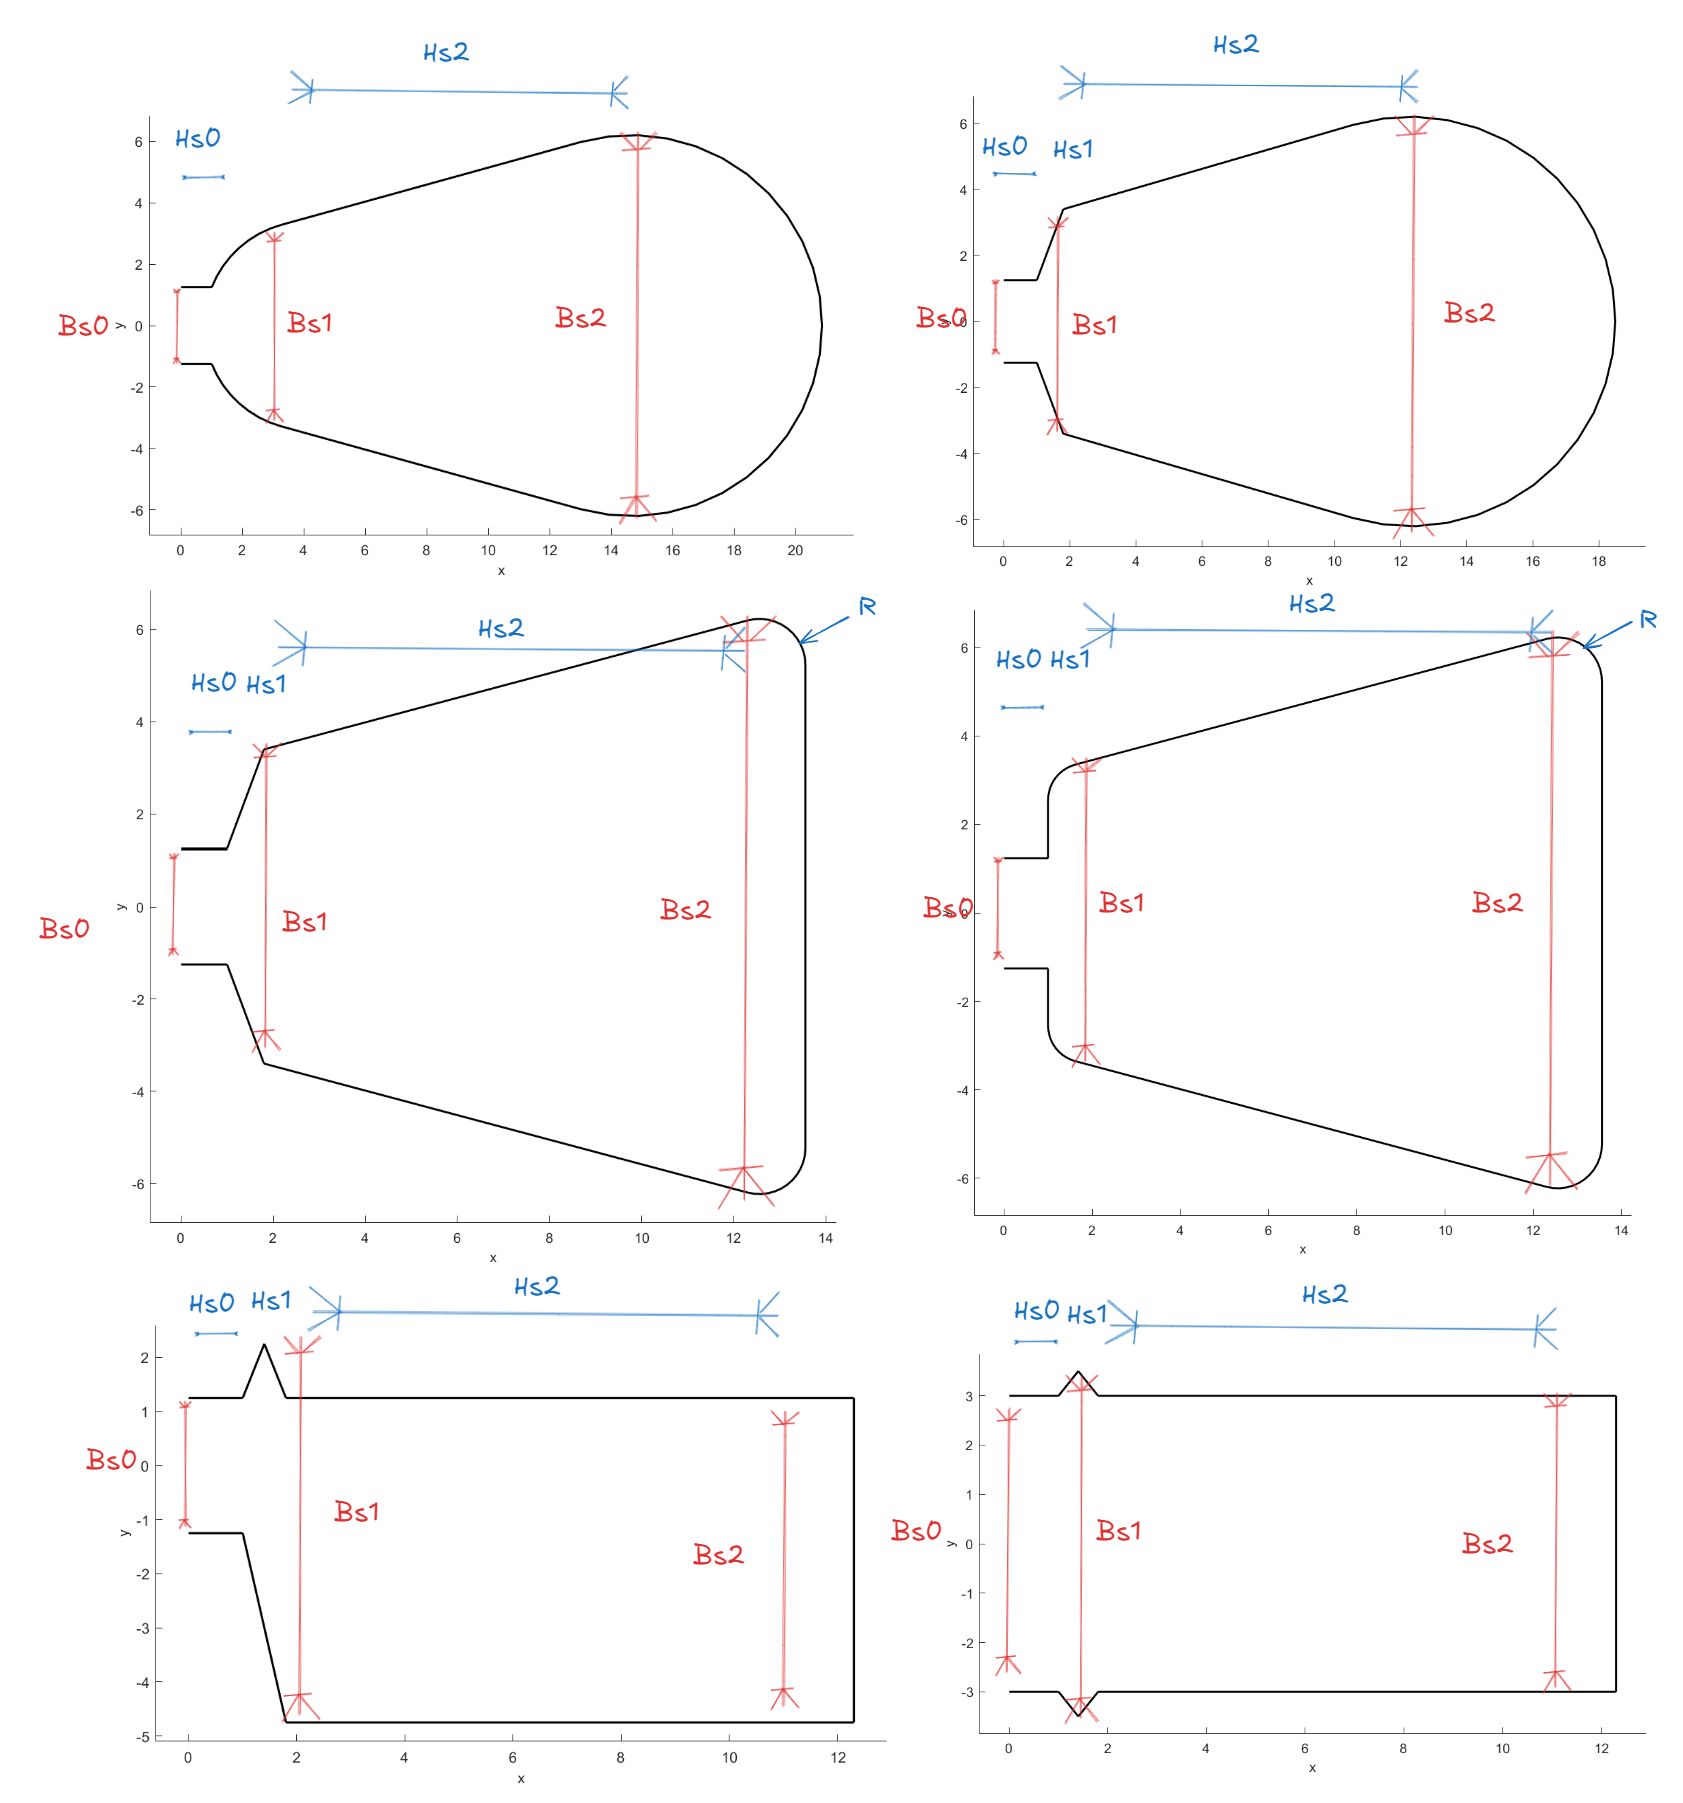 Hs2
Hs0
6
4
2
Bs0 y 0 Bs1 Bs2
-2
-4
-6
0 2 4 6 8 10 12 14 16 18 20
x
Hs2
6
Hs0 Hs1
4
2
Bs0 y 0 Bs1 Bs2
-2
-4
-6
0 2 4 6 8 10 12 14 16 18
x
R
6
Hs2
Hs0 Hs1
4
2
y 0
Bs0 Bs1 Bs2
-2
-4
-6
0 2 4 6 8 10 12 14
x
Hs2
R
6
Hs0 Hs1
4
2
Bs0 y 0 Bs1 Bs2
-2
-4
-6
0 2 4 6 8 10 12 14
x
Hs2
Hs0 Hs1
2
1
Bs0 0
-1
y
Bs1
Bs2
-2
-3
-4
-5
0 2 4 6 8 10 12
x
Hs2
Hs0 Hs1
3
2
1
Bs0 y 0 Bs1 Bs2
-1
-2
-3
0 2 4 6 8 10 12
x